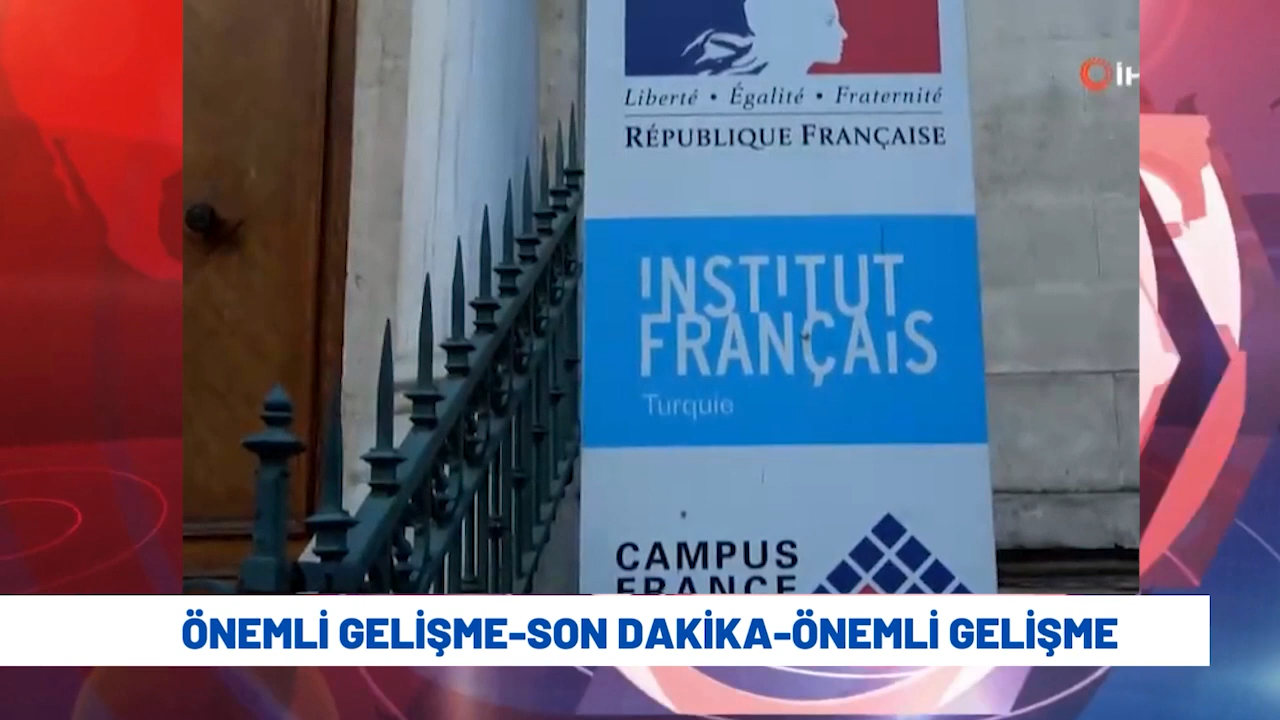 Liberté • Égalité • Fraternité
RÉPUBLIQUE FRANÇAISE
İH
INSTITUT
FRANÇAIS
Turquie
CAMPUS
FRANCE
ÖNEMLİ GELİŞME-SON DAKİKA-ÖNEMLİ GELİŞME